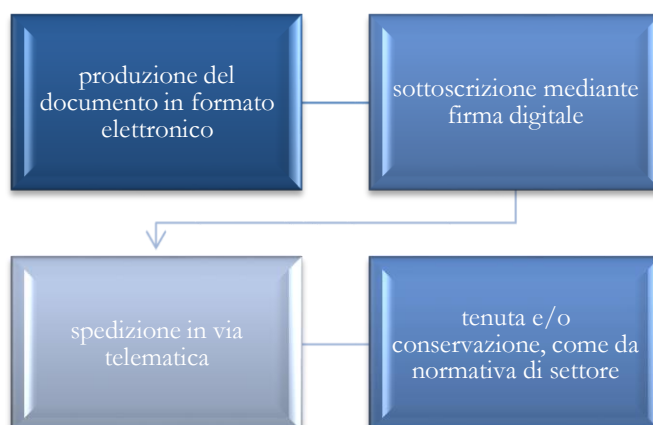 produzione del
documento in formato
elettronico
sottoscrizione mediante
firma digitale
spedizione in via
telematica
tenuta e/o
conservazione, come da
normativa di settore